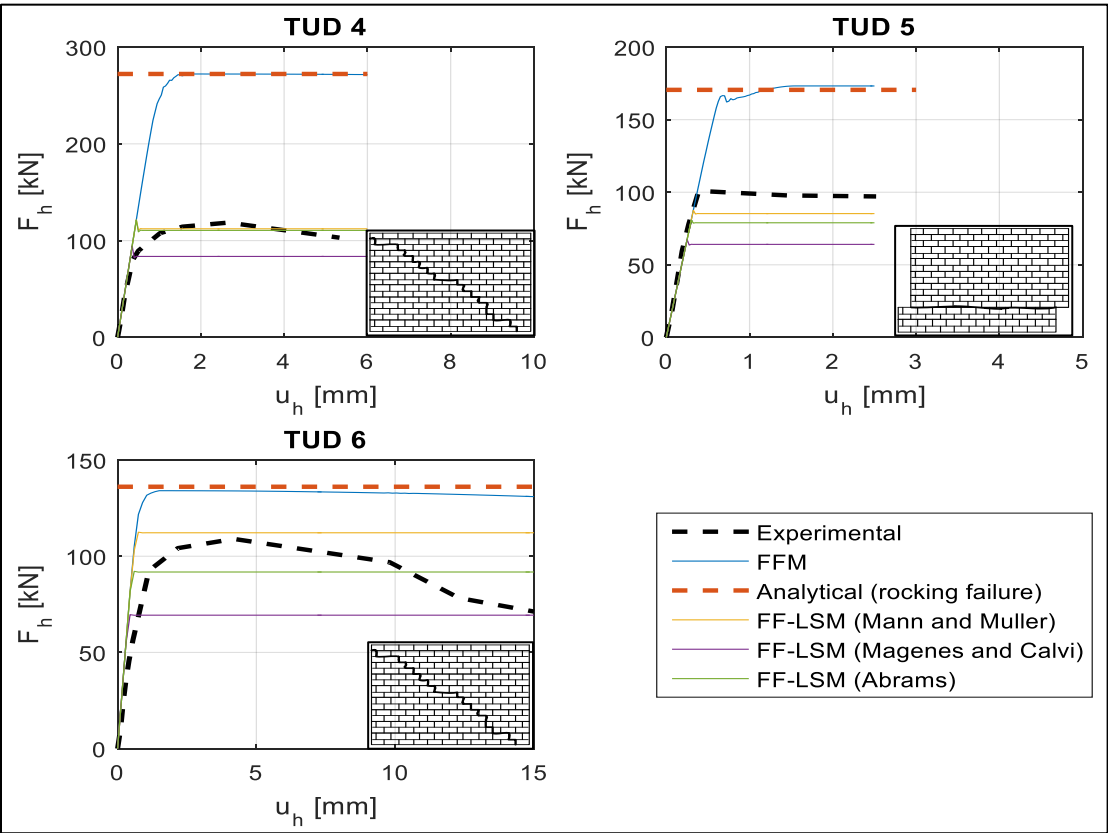 TUD 4
300
200
100
0
F_h [kN]
0 2 4 6 8 10
u_h [mm]
TUD 5
200
150
100
50
0
F_h [kN]
0 1 2 3 4 5
u_h [mm]
TUD 6
150
100
50
0
F_h [kN]
0 5 10 15
u_h [mm]
Experimental
FFM
Analytical (rocking failure)
FF-LSM (Mann and Muller)
FF-LSM (Magenes and Calvi)
FF-LSM (Abrams)